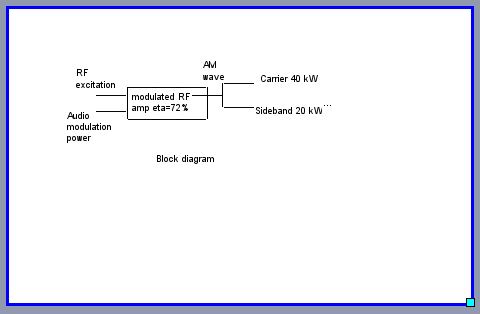 AM
wave
RF
excitation
Carrier 40 kW
modulated RF
amp eta=72%
Sideband 20 kW...
Audio
modulation
power
Block diagram